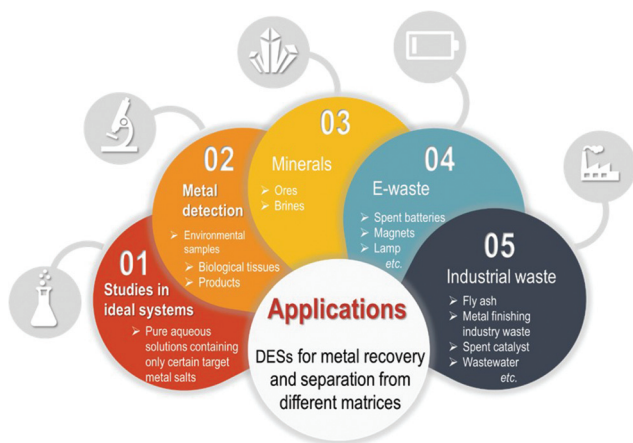 01
Studies in
ideal systems
➢ Pure aqueous
solutions containing
only certain target
metal salts
02
Metal
detection
➢ Environmental
samples
➢ Biological tissues
➢ Products
03
Minerals
➢ Ores
➢ Brines
04
E-waste
➢ Spent batteries
➢ Magnets
➢ Lamp
etc.
05
Industrial waste
➢ Fly ash
➢ Metal finishing
industry waste
➢ Spent catalyst
➢ Wastewater
etc.
Applications
DESs for metal recovery
and separation from
different matrices